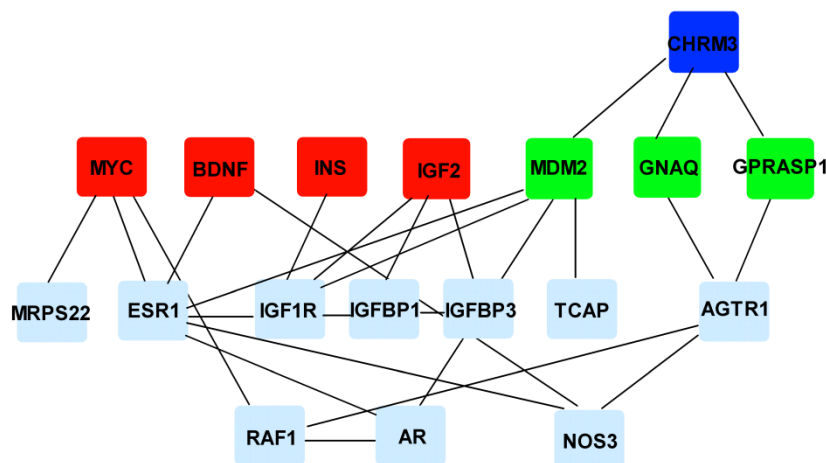 CHRM3
MYC
BDNF
INS
IGF2
MDM2
GNAQ
GPRASP1
MRPS22
ESR1
IGF1R
IGFBP1
IGFBP3
TCAP
AGTR1
RAF1
AR
NOS3